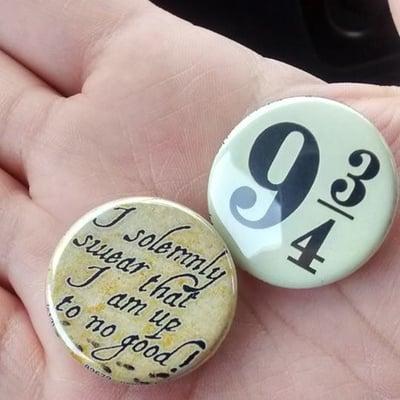 I solemnly
swear that
I am up
to no good!
9 3/4